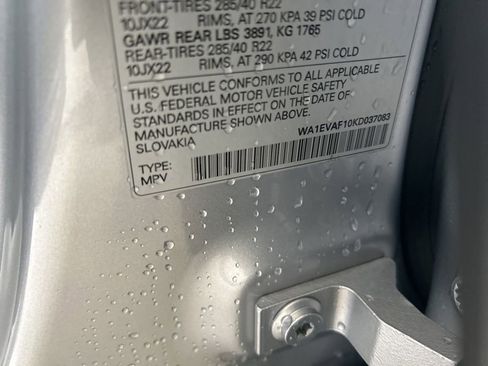 FRONT-TIRES 285/40 R22
10JX22 RIMS, AT 270 KPA 39 PSI COLD
GAWR REAR LBS 3891, KG 1765
REAR-TIRES 285/40 R22
10JX22 RIMS, AT 290 KPA 42 PSI COLD
THIS VEHICLE CONFORMS TO ALL APPLICABLE
U.S. FEDERAL MOTOR VEHICLE SAFETY
STANDARDS IN EFFECT ON THE DATE OF
MANUFACTURE SHOWN ABOVE.
SLOVAKIA
WA1EVAF10KD037083
TYPE:
MPV